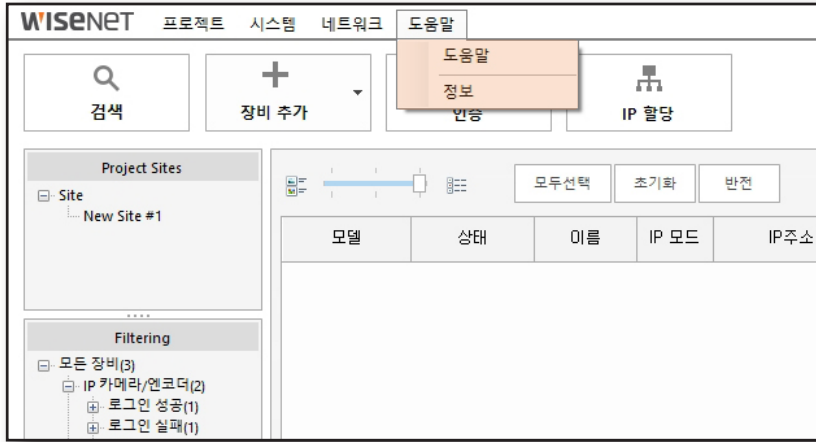 WISENET 프로젝트 시스템 네트워크 도움말
도움말
정보
검색 장비 추가 인증 IP 할당
Project Sites
Site
New Site #1
모두선택 초기화 반전
모델 상태 이름 IP 모드 IP주소
Filtering
모든 장비(3)
IP 카메라/엔코더(2)
로그인 성공(1)
로그인 실패(1)